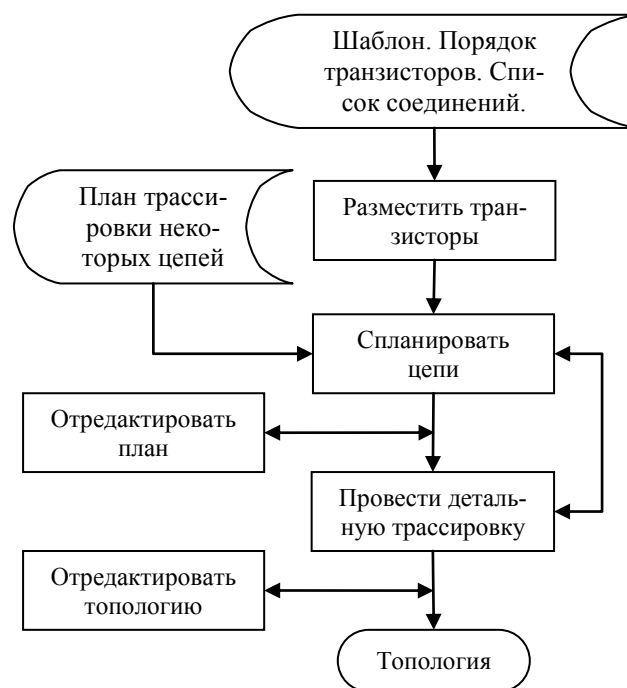 Шаблон. Порядок
транзисторов. Спи-
сок соединений.
План трасси-
ровки неко-
торых цепей
Разместить тран-
зисторы
Спланировать
цепи
Отредактировать
план
Провести деталь-
ную трассировку
Отредактировать
топологию
Топология